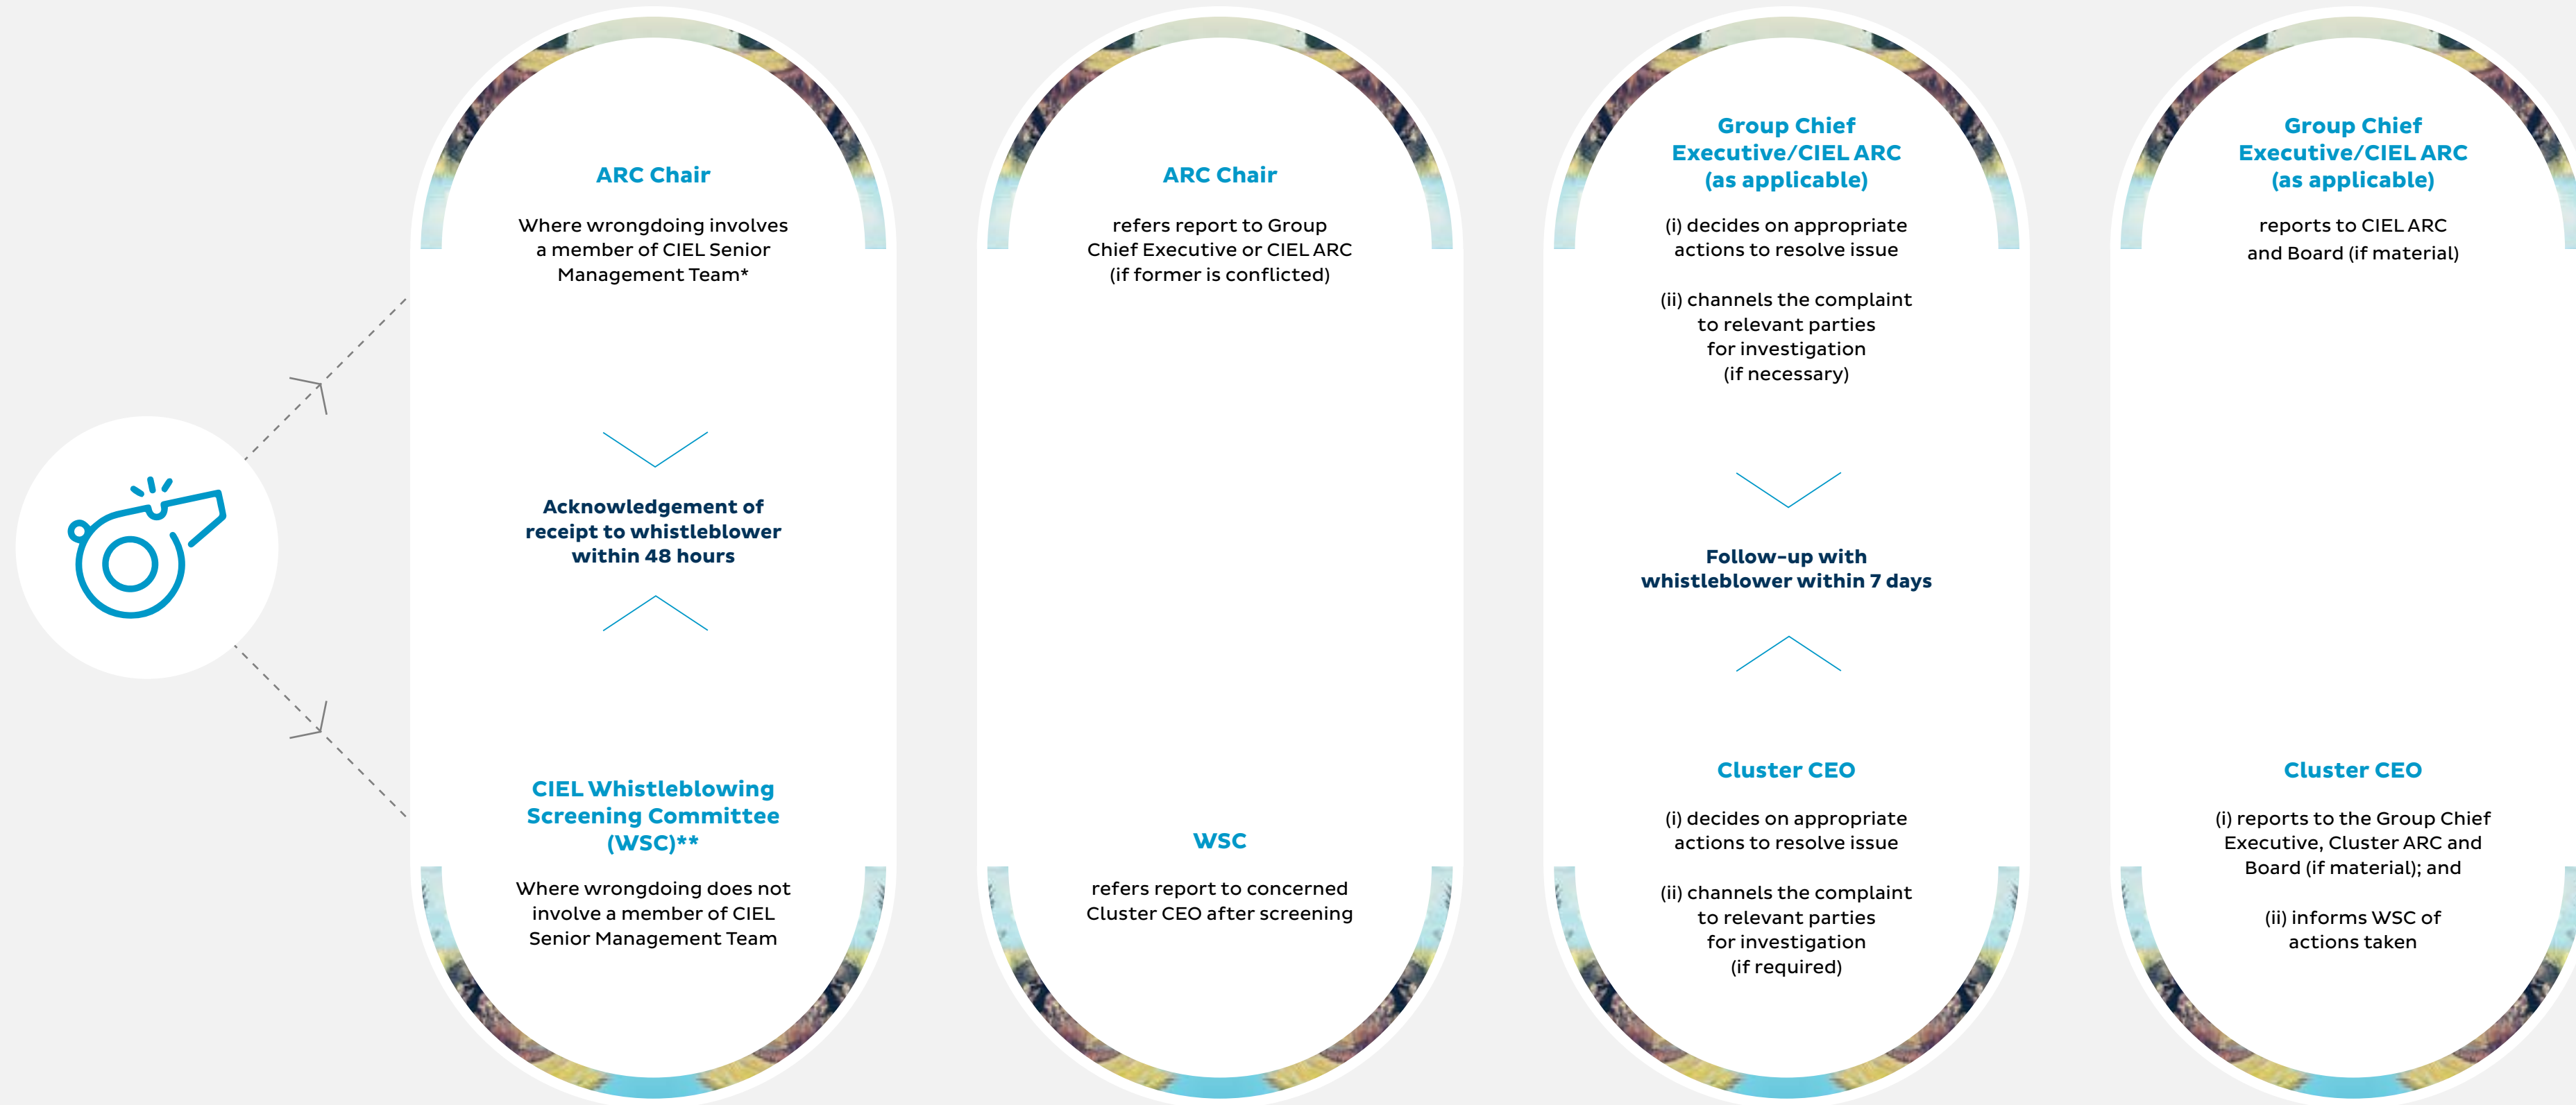 ARC Chair
Where wrongdoing involves
a member of CIEL Senior
Management Team*
Acknowledgement of
receipt to whistleblower
within 48 hours
CIEL Whistleblowing
Screening Committee
(WSC)**
Where wrongdoing does not
involve a member of CIEL
Senior Management Team
ARC Chair
refers report to Group
Chief Executive or CIEL ARC
(if former is conflicted)
WSC
refers report to concerned
Cluster CEO after screening
Group Chief
Executive/CIEL ARC
(as applicable)
(i) decides on appropriate
actions to resolve issue
(ii) channels the complaint
to relevant parties
for investigation
(if necessary)
Follow-up with
whistleblower within 7 days
Cluster CEO
(i) decides on appropriate
actions to resolve issue
(ii) channels the complaint
to relevant parties
for investigation
(if required)
Group Chief
Executive/CIEL ARC
(as applicable)
reports to CIEL ARC
and Board (if material)
Cluster CEO
(i) reports to the Group Chief
Executive, Cluster ARC and
Board (if material); and
(ii) informs WSC of
actions taken